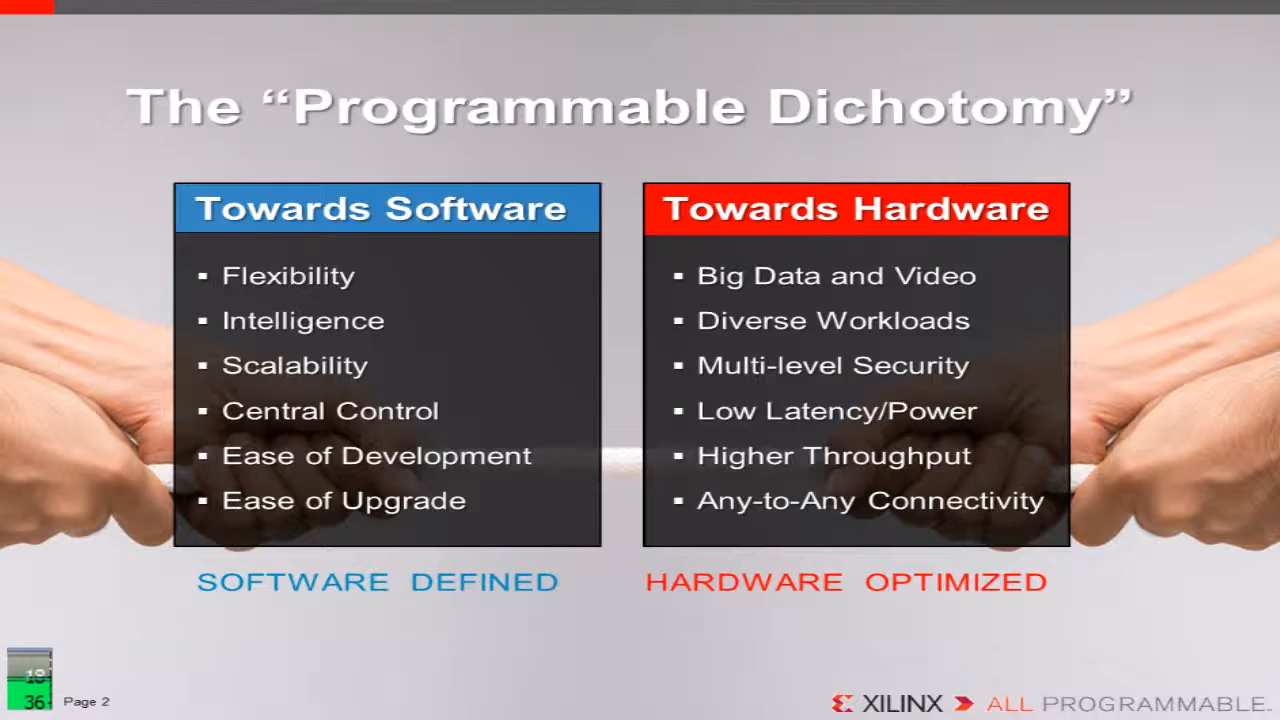 The “Programmable Dichotomy”
Towards Software
▪ Flexibility
▪ Intelligence
▪ Scalability
▪ Central Control
▪ Ease of Development
▪ Ease of Upgrade
SOFTWARE DEFINED
Towards Hardware
▪ Big Data and Video
▪ Diverse Workloads
▪ Multi-level Security
▪ Low Latency/Power
▪ Higher Throughput
▪ Any-to-Any Connectivity
HARDWARE OPTIMIZED
36
Page 2
XILINX ALL PROGRAMMABLE